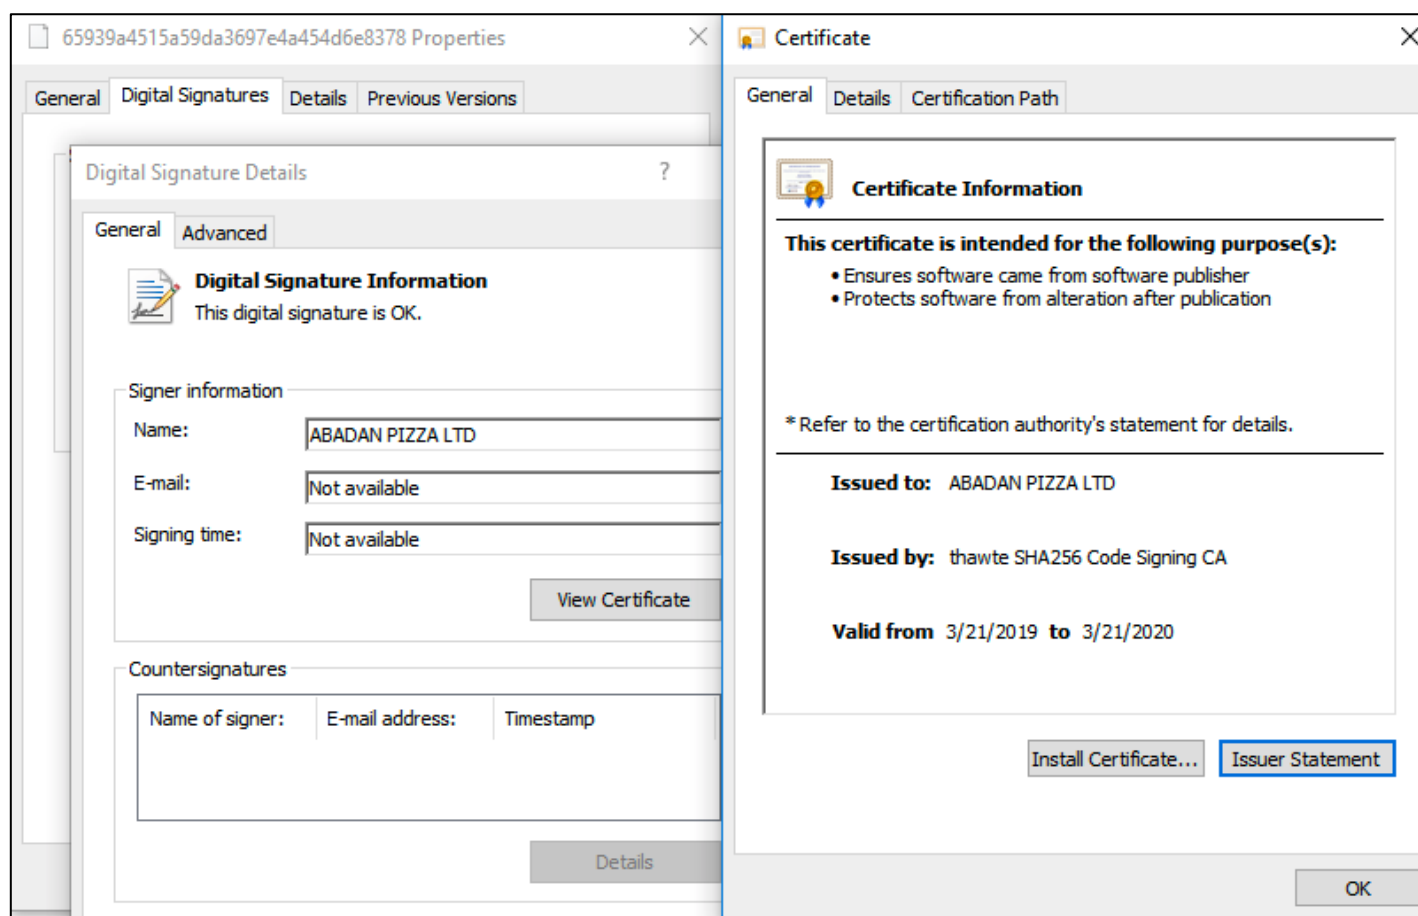 65939a4515a59da3697e4a454d6e8378 Properties
General Digital Signatures Details Previous Versions
Digital Signature Details
?
General Advanced
Digital Signature Information
This digital signature is OK.
Signer information
Name: ABADAN PIZZA LTD
E-mail: Not available
Signing time: Not available
View Certificate
Countersignatures
Name of signer: E-mail address: Timestamp
Details
Certificate
General Details Certification Path
Certificate Information
This certificate is intended for the following purpose(s):
• Ensures software came from software publisher
• Protects software from alteration after publication
* Refer to the certification authority's statement for details.
Issued to: ABADAN PIZZA LTD
Issued by: thawte SHA256 Code Signing CA
Valid from 3/21/2019 to 3/21/2020
Install Certificate... Issuer Statement
OK